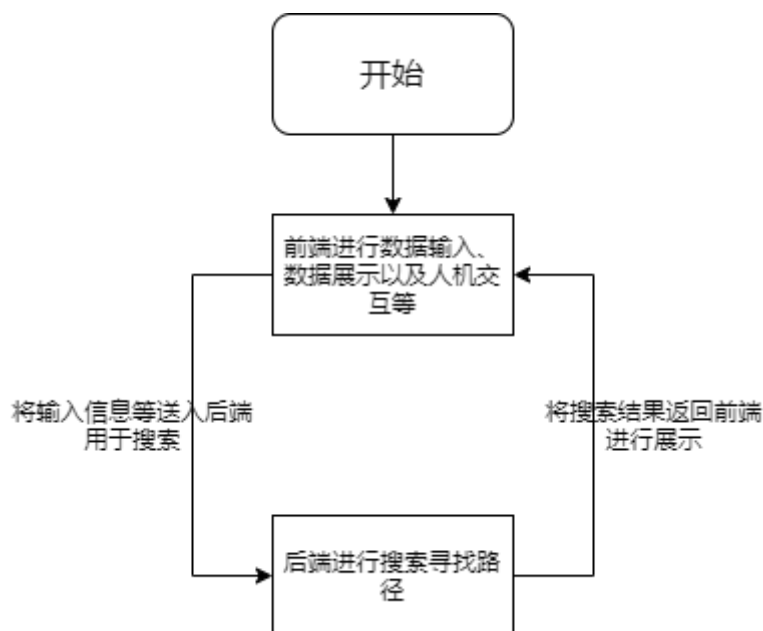 开始
前端进行数据输入、
数据展示以及人机交
互等
将输入信息等送入后端
用于搜索
将搜索结果返回前端
进行展示
后端进行搜索寻找路
径